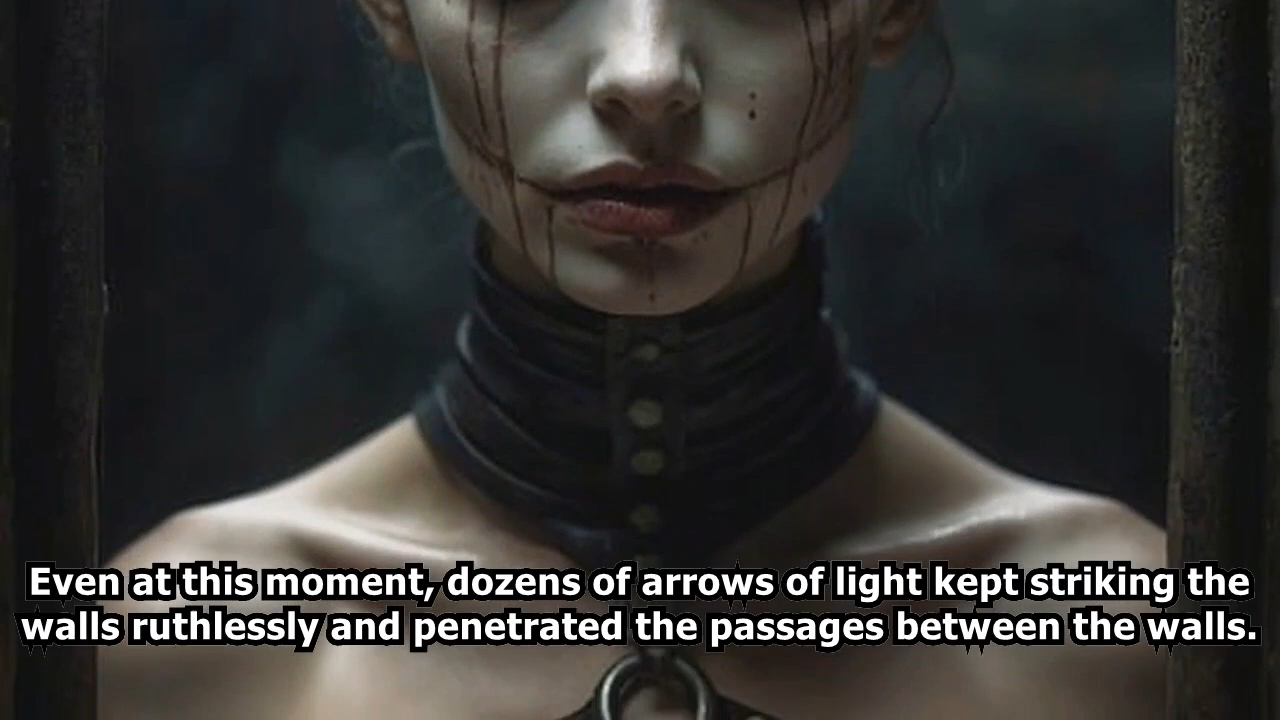 Even at this moment, dozens of arrows of light kept striking the
walls ruthlessly and penetrated the passages between the walls.